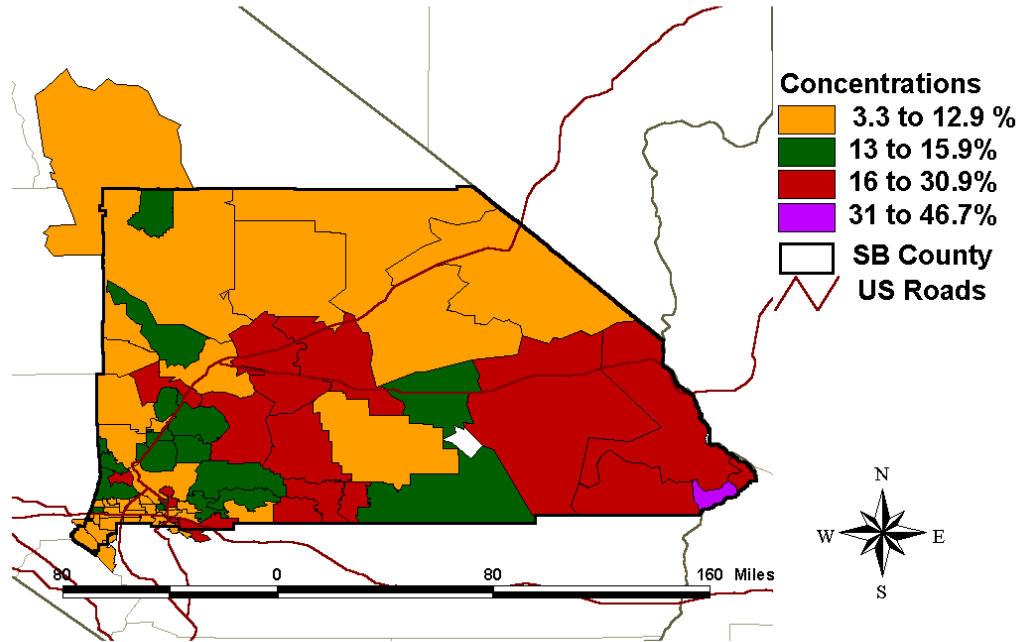 Concentrations
3.3 to 12.9 %
13 to 15.9%
16 to 30.9%
31 to 46.7%
SB County
US Roads
N
W E
S
80 0 80 160 Miles